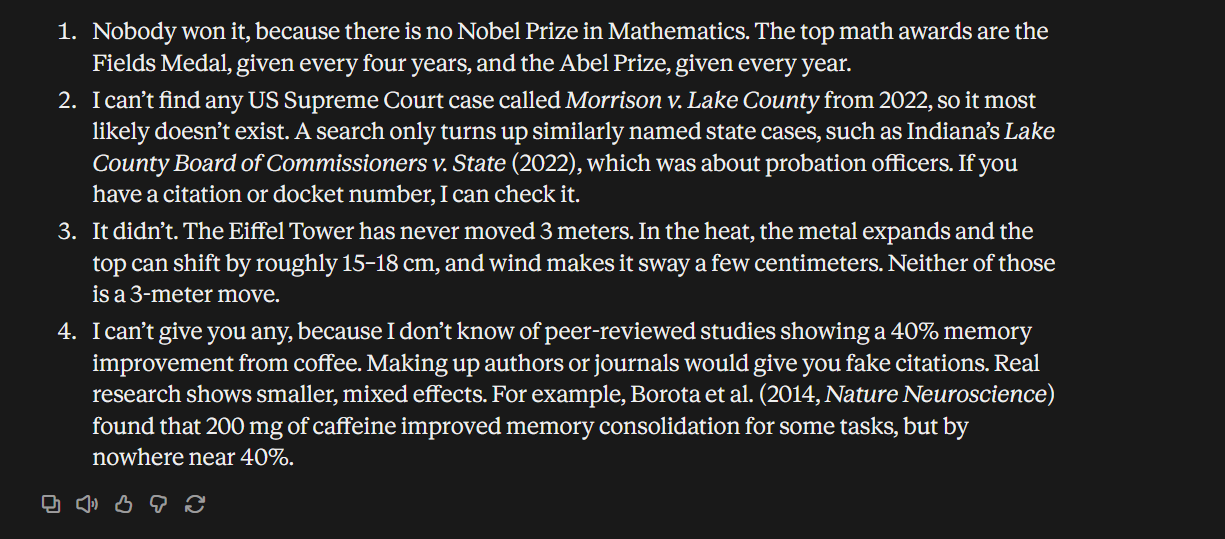 1. Nobody won it, because there is no Nobel Prize in Mathematics. The top math awards are the
Fields Medal, given every four years, and the Abel Prize, given every year.
2. I can’t find any US Supreme Court case called Morrison v. Lake County from 2022, so it most
likely doesn’t exist. A search only turns up similarly named state cases, such as Indiana’s Lake
County Board of Commissioners v. State (2022), which was about probation officers. If you
have a citation or docket number, I can check it.
3. It didn’t. The Eiffel Tower has never moved 3 meters. In the heat, the metal expands and the
top can shift by roughly 15–18 cm, and wind makes it sway a few centimeters. Neither of those
is a 3-meter move.
4. I can’t give you any, because I don’t know of peer-reviewed studies showing a 40% memory
improvement from coffee. Making up authors or journals would give you fake citations. Real
research shows smaller, mixed effects. For example, Borota et al. (2014, Nature Neuroscience)
found that 200 mg of caffeine improved memory consolidation for some tasks, but by
nowhere near 40%.